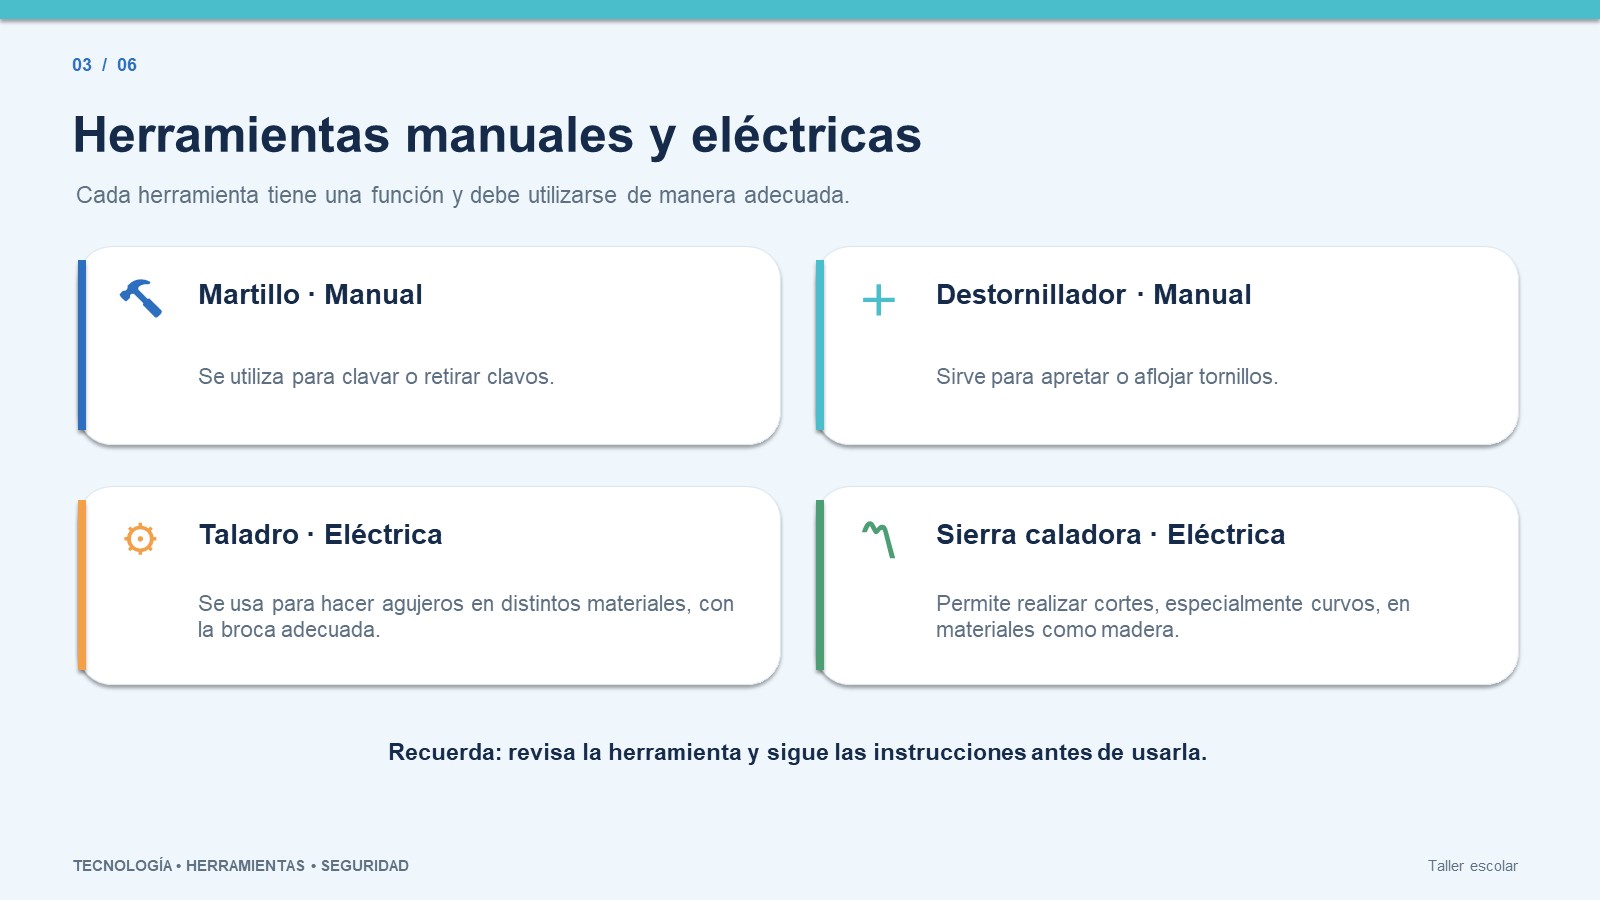 03 / 06
Herramientas manuales y eléctricas
Cada herramienta tiene una función y debe utilizarse de manera adecuada.
Martillo · Manual
Se utiliza para clavar o retirar clavos.
Destornillador · Manual
Sirve para apretar o aflojar tornillos.
Taladro · Eléctrica
Se usa para hacer agujeros en distintos materiales, con
la broca adecuada.
Sierra caladora · Eléctrica
Permite realizar cortes, especialmente curvos, en
materiales como madera.
Recuerda: revisa la herramienta y sigue las instrucciones antes de usarla.
TECNOLOGÍA • HERRAMIENTAS • SEGURIDAD
Taller escolar